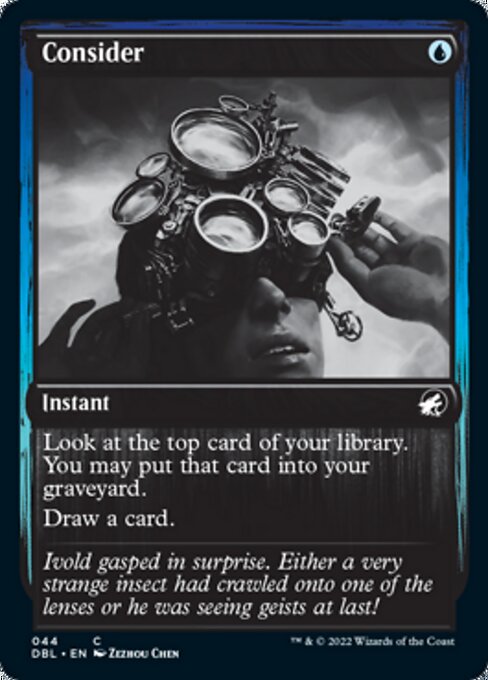 Consider
Instant
Look at the top card of your library.
You may put that card into your
graveyard.
Draw a card.
Ivold gasped in surprise. Either a very
strange insect had crawled onto one of the
lenses or he was seeing geists at last!
044 C
DBL • EN Zezhou Chen
™ & © 2022 Wizards of the Coast